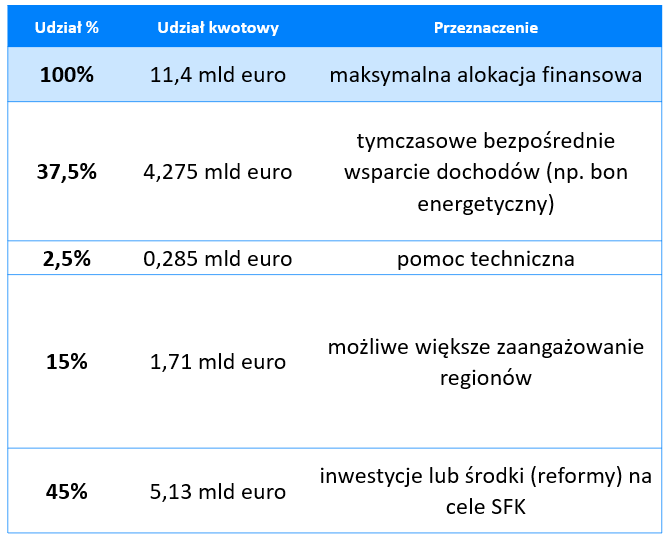 Udział % Udział kwotowy Przeznaczenie
100% 11,4 mld euro maksymalna alokacja finansowa
37,5% 4,275 mld euro tymczasowe bezpośrednie
wsparcie dochodów (np. bon
energetyczny)
2,5% 0,285 mld euro pomoc techniczna
15% 1,71 mld euro możliwe większe zaangażowanie
regionów
45% 5,13 mld euro inwestycje lub środki (reformy) na
cele SFK